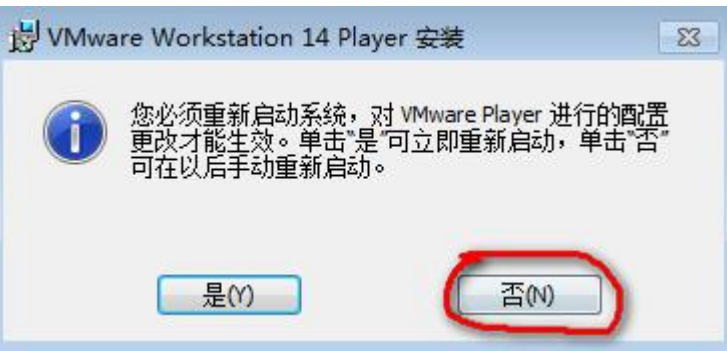 VMware Workstation 14 Player 安装
您必须重新启动系统，对 VMware Player 进行的配置
更改才能生效。单击“是”可立即重新启动，单击“否”
可在以后手动重新启动。
是(Y)
否(N)